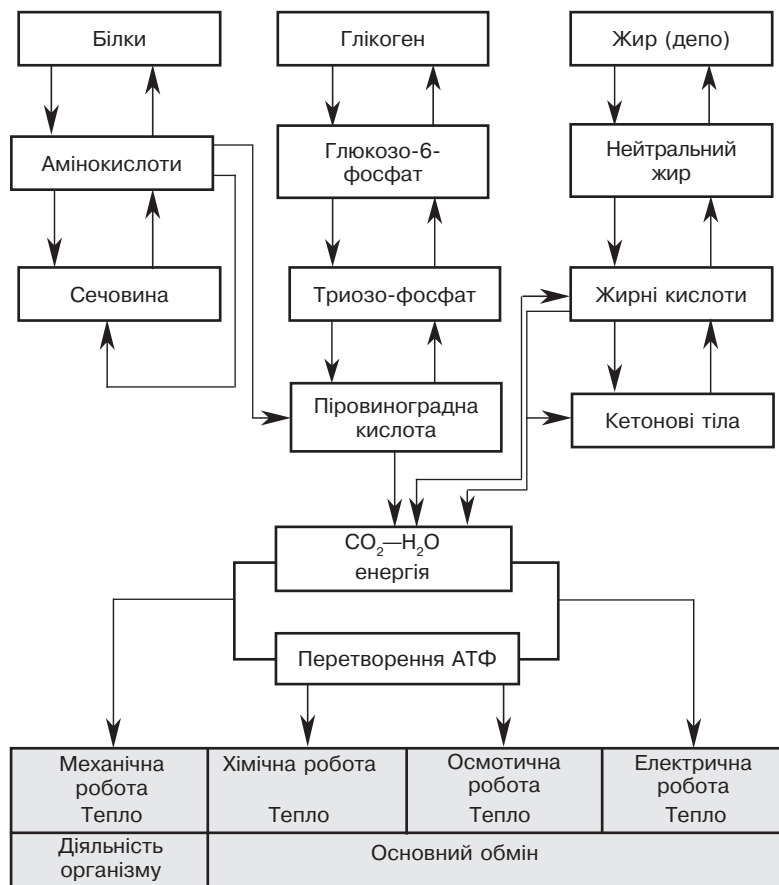 Білки
Глікоген
Жир (депо)
Амінокислоти
Глюкозо-6-
фосфат
Нейтральний
жир
Сечовина
Триозо-фосфат
Жирні кислоти
Піровиноградна
кислота
Кетонові тіла
CO₂—H₂O
енергія
Перетворення АТФ
Механічна
робота
Тепло
Хімічна робота
Тепло
Осмотична
робота
Тепло
Електрична
робота
Тепло
Діяльність
організму
Основний обмін